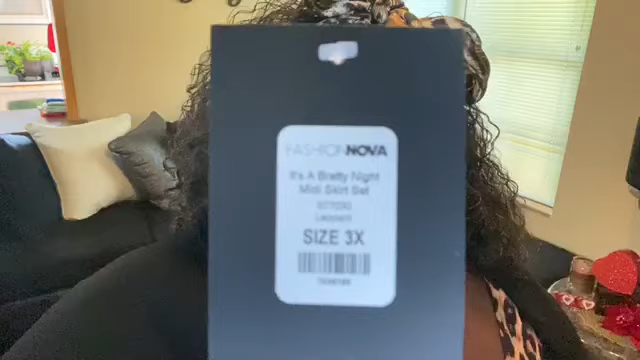 FASHIONNOVA
It's A Bratty Night
Midi Skirt Set
Leopard
SIZE 3X